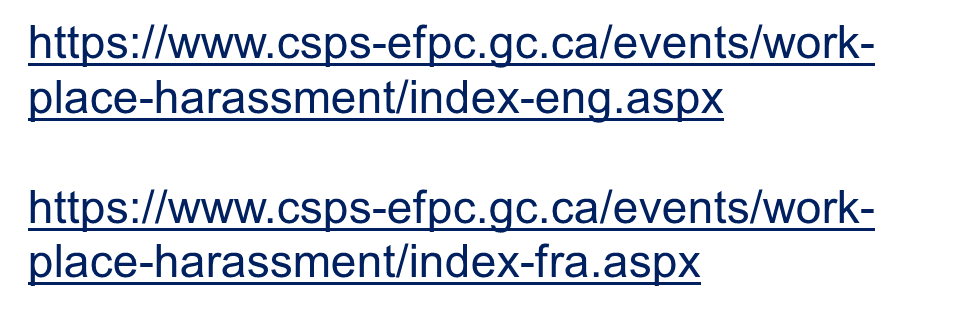 https://www.csps-efpc.gc.ca/events/work-
place-harassment/index-eng.aspx
https://www.csps-efpc.gc.ca/events/work-
place-harassment/index-fra.aspx